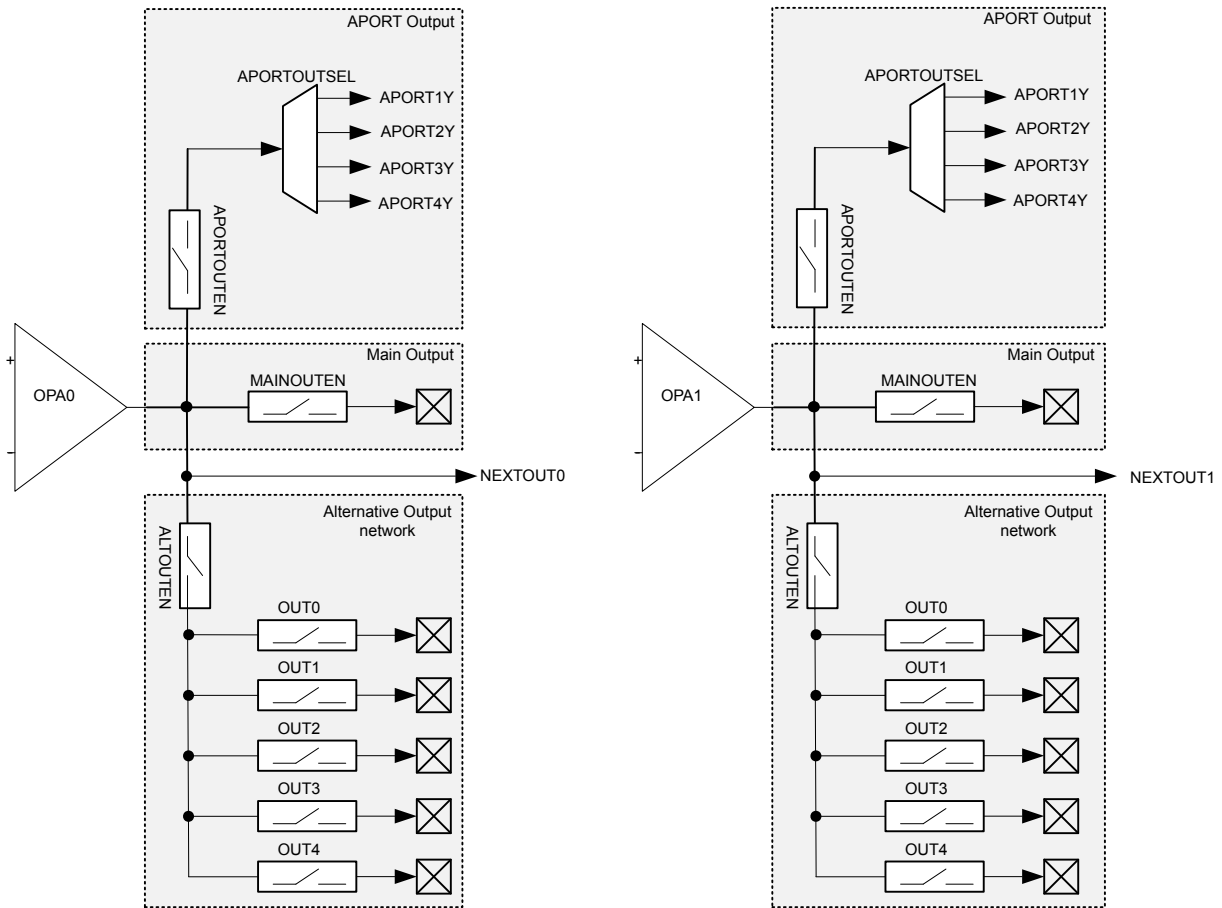 APORT Output
APORTOUTSEL
APORT1Y
APORT2Y
APORT3Y
APORT4Y
APORTOUTEN
Main Output
MAINOUTEN
+
OPA0
-
NEXTOUT0
Alternative Output
network
ALTOUTEN
OUT0
OUT1
OUT2
OUT3
OUT4
APORT Output
APORTOUTSEL
APORT1Y
APORT2Y
APORT3Y
APORT4Y
APORTOUTEN
Main Output
MAINOUTEN
+
OPA1
-
NEXTOUT1
Alternative Output
network
ALTOUTEN
OUT0
OUT1
OUT2
OUT3
OUT4